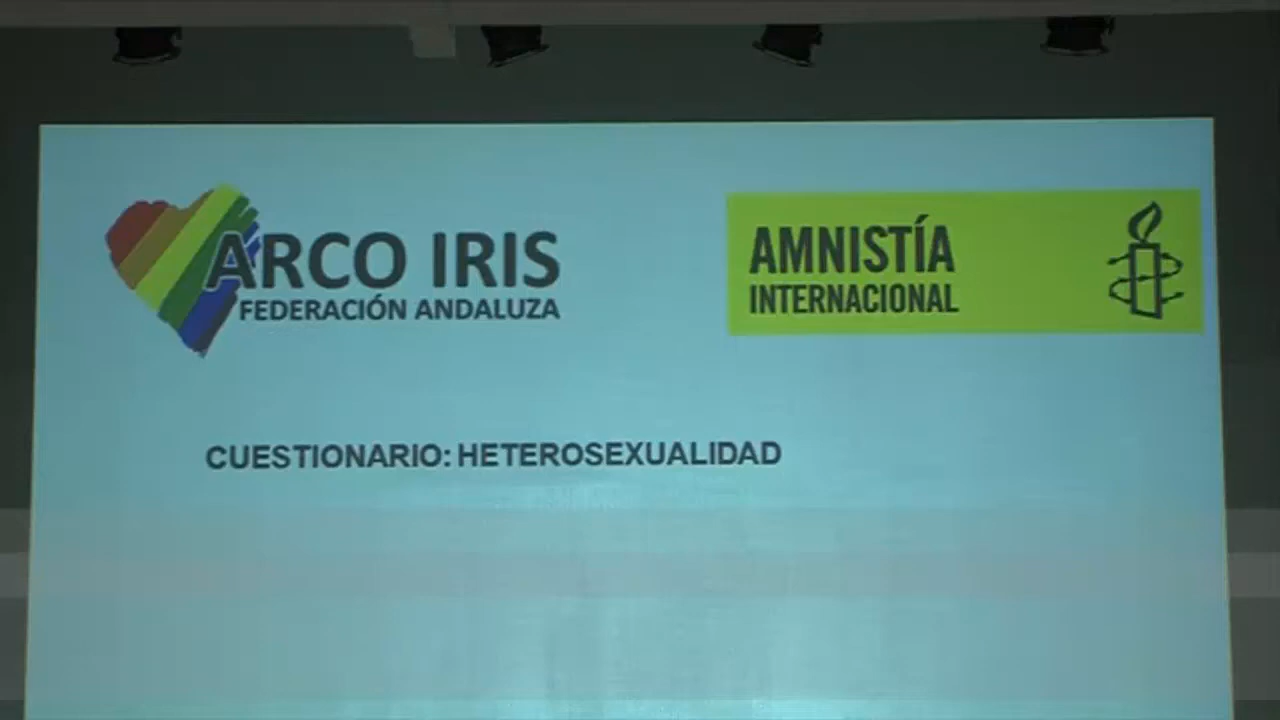 ARCO IRIS
FEDERACIÓN ANDALUZA
AMNISTÍA
INTERNACIONAL
CUESTIONARIO: HETEROSEXUALIDAD